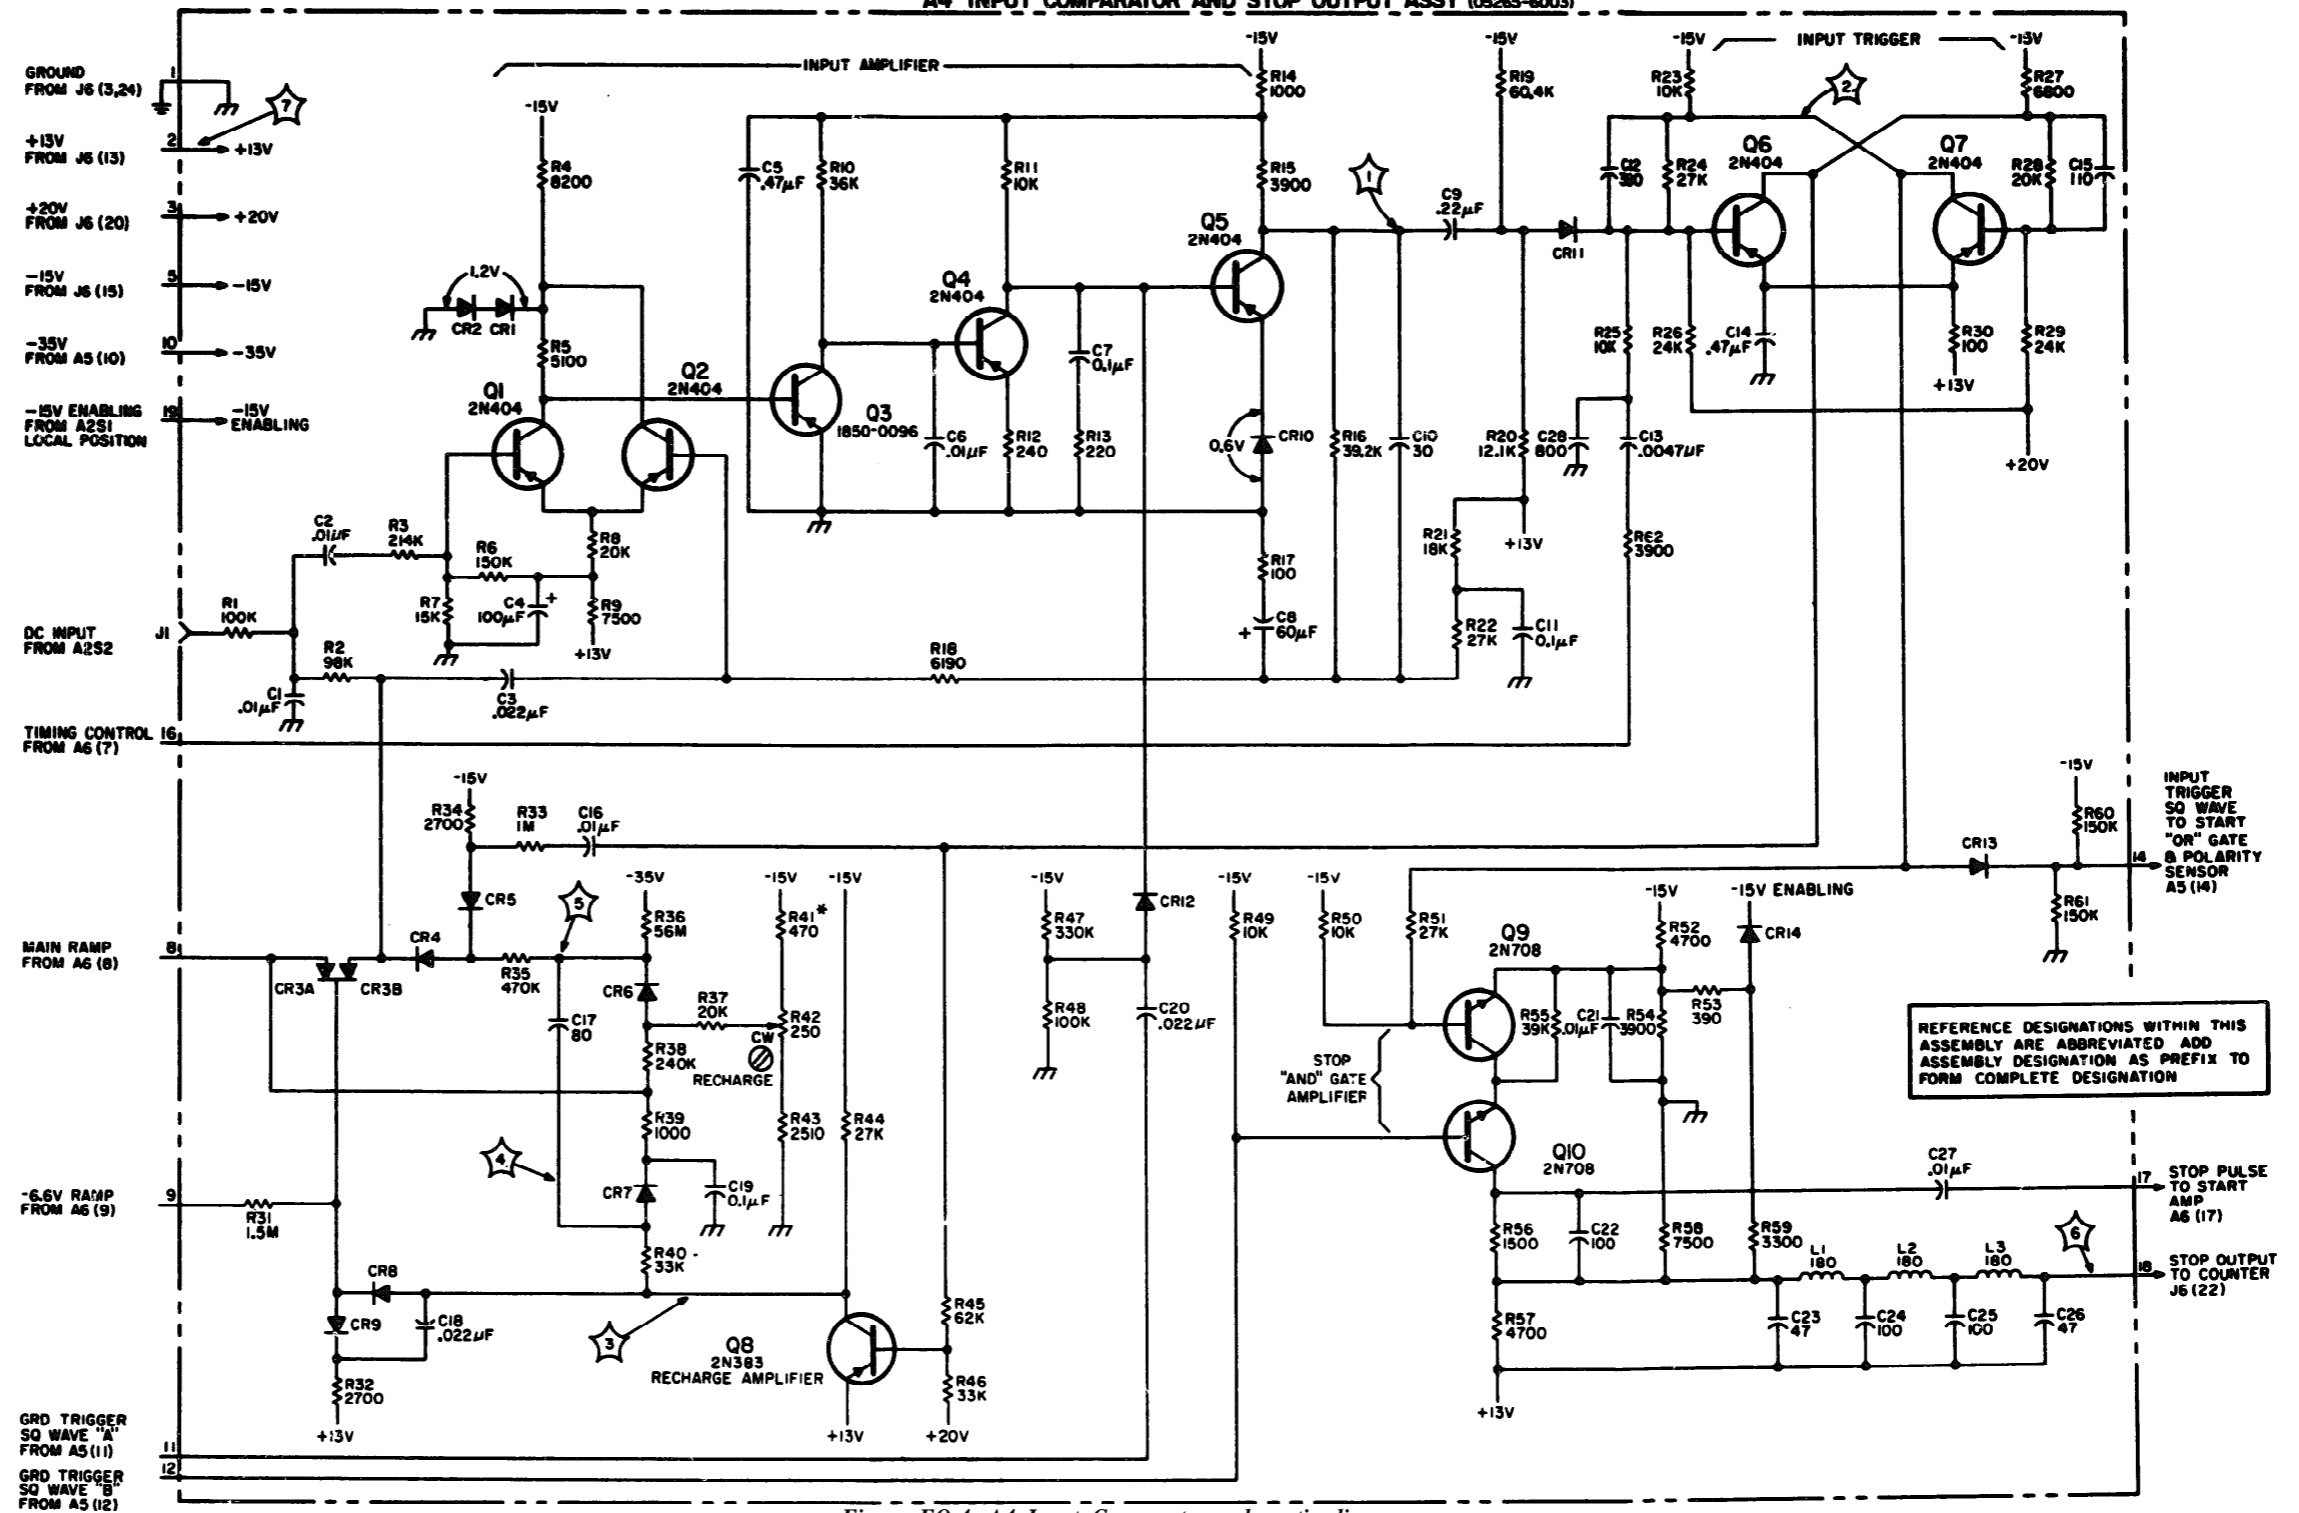 A4 INPUT COMPARATOR AND STOP OUTPUT ASSY (05265-6003)
GROUND
FROM J6 (3,24)
1
7
+13V
FROM J6 (13)
2
+13V
+20V
FROM J6 (20)
3
+20V
-15V
FROM J6 (15)
5
-15V
-35V
FROM A5 (10)
10
-35V
-15V ENABLING
FROM A2S1
LOCAL POSITION
19
-15V
ENABLING
INPUT AMPLIFIER
-15V
R4
8200
1.2V
CR2 CR1
R5
5100
Q1
2N404
Q2
2N404
C5
.47µF
R10
36K
R11
10K
-15V
R14
1000
R15
3900
Q3
1850-0096
Q4
2N404
Q5
2N404
C6
.01µF
R12
240
C7
0.1µF
R13
220
0.6V
CR10
R17
100
+
C8
60µF
R16
39.2K
1
C10
30
C9
.22µF
-15V
R19
60.4K
CR11
R20
12.1K
+13V
R21
18K
R22
27K
C11
0.1µF
INPUT TRIGGER
-15V
R23
10K
2
-15V
R27
6800
C12
R24
27K
Q6
2N404
Q7
2N404
R28
20K
C15
110
R25
10K
R26
24K
C14
.47µF
R30
100
+13V
R29
24K
+20V
C28
800
C13
.0047µF
R62
3900
C2
.01µF
R3
214K
R6
150K
R7
15K
C4
100µF
+
R8
20K
R9
7500
+13V
DC INPUT
FROM A2S2
J1
R1
100K
R2
98K
C1
.01µF
C3
.022µF
R18
6190
TIMING CONTROL
FROM A6 (7)
16
-15V
R34
2700
R33
1M
C16
.01µF
CR5
5
-35V
R36
56M
-15V
R41*
470
-15V
MAIN RAMP
FROM A6 (8)
8
CR3A
CR3B
CR4
R35
470K
CR6
R37
20K
R42
250
CW
RECHARGE
C17
80
R38
240K
R39
1000
R43
2510
R44
27K
4
CR7
C19
0.1µF
R40
33K
-6.6V RAMP
FROM A6 (9)
9
R31
1.5M
CR8
CR9
C18
.022µF
R32
2700
+13V
3
Q8
2N383
RECHARGE AMPLIFIER
+13V
R45
62K
R46
33K
+20V
-15V
R47
330K
R48
100K
CR12
C20
.022µF
-15V
R49
10K
-15V
R50
10K
R51
27K
Q9
2N708
-15V
R52
4700
-15V ENABLING
CR14
R53
390
R55
39K
C21
.01µF
R54
3900
STOP
"AND" GATE
AMPLIFIER
Q10
2N708
R56
1500
C22
100
R58
7500
R59
3300
R57
4700
+13V
L1
180
L2
180
L3
180
C23
47
C24
100
C25
100
C26
47
C27
.01µF
CR13
-15V
R60
150K
R61
150K
14
INPUT
TRIGGER
SQ WAVE
TO START
"OR" GATE
& POLARITY
SENSOR
A5 (14)
REFERENCE DESIGNATIONS WITHIN THIS
ASSEMBLY ARE ABBREVIATED ADD
ASSEMBLY DESIGNATION AS PREFIX TO
FORM COMPLETE DESIGNATION
17
STOP PULSE
TO START
AMP
A6 (17)
6
18
STOP OUTPUT
TO COUNTER
J6 (22)
GRD TRIGGER
SQ WAVE "A"
FROM A5 (11)
11
GRD TRIGGER
SQ WAVE "B"
FROM A5 (12)
12